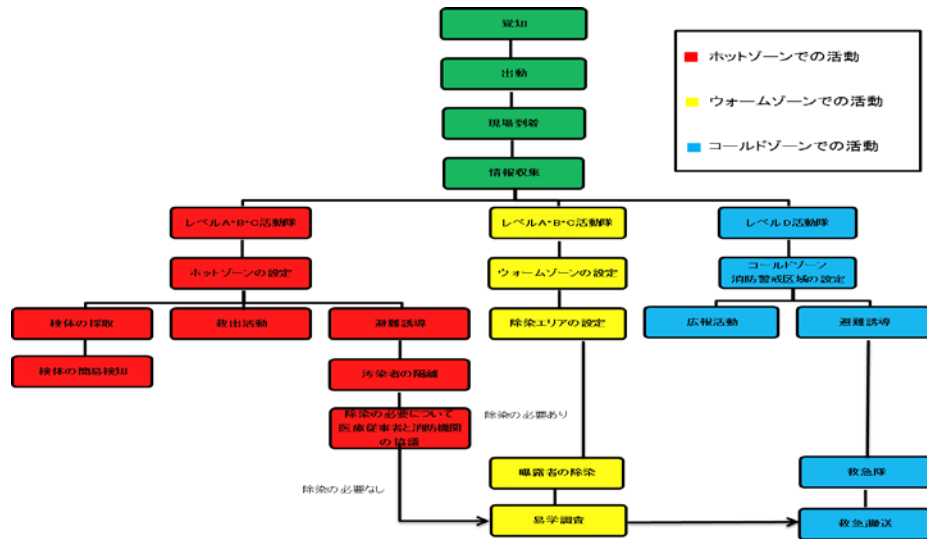 覚知
出動
現場到着
情報収集
ホットゾーンでの活動
ウォームゾーンでの活動
コールドゾーンでの活動
レベルA・B・C活動隊
レベルA・B・C活動隊
レベルD活動隊
ホットゾーンの設定
ウォームゾーンの設定
コールドゾーン
消防警戒区域の設定
検体の採取
救出活動
避難誘導
除染エリアの設定
広報活動
避難誘導
検体の簡易検知
汚染者の隔離
除染の必要について
医療従事者と消防機関
の協議
除染の必要あり
曝露者の除染
救急隊
除染の必要なし
易学調査
救急搬送